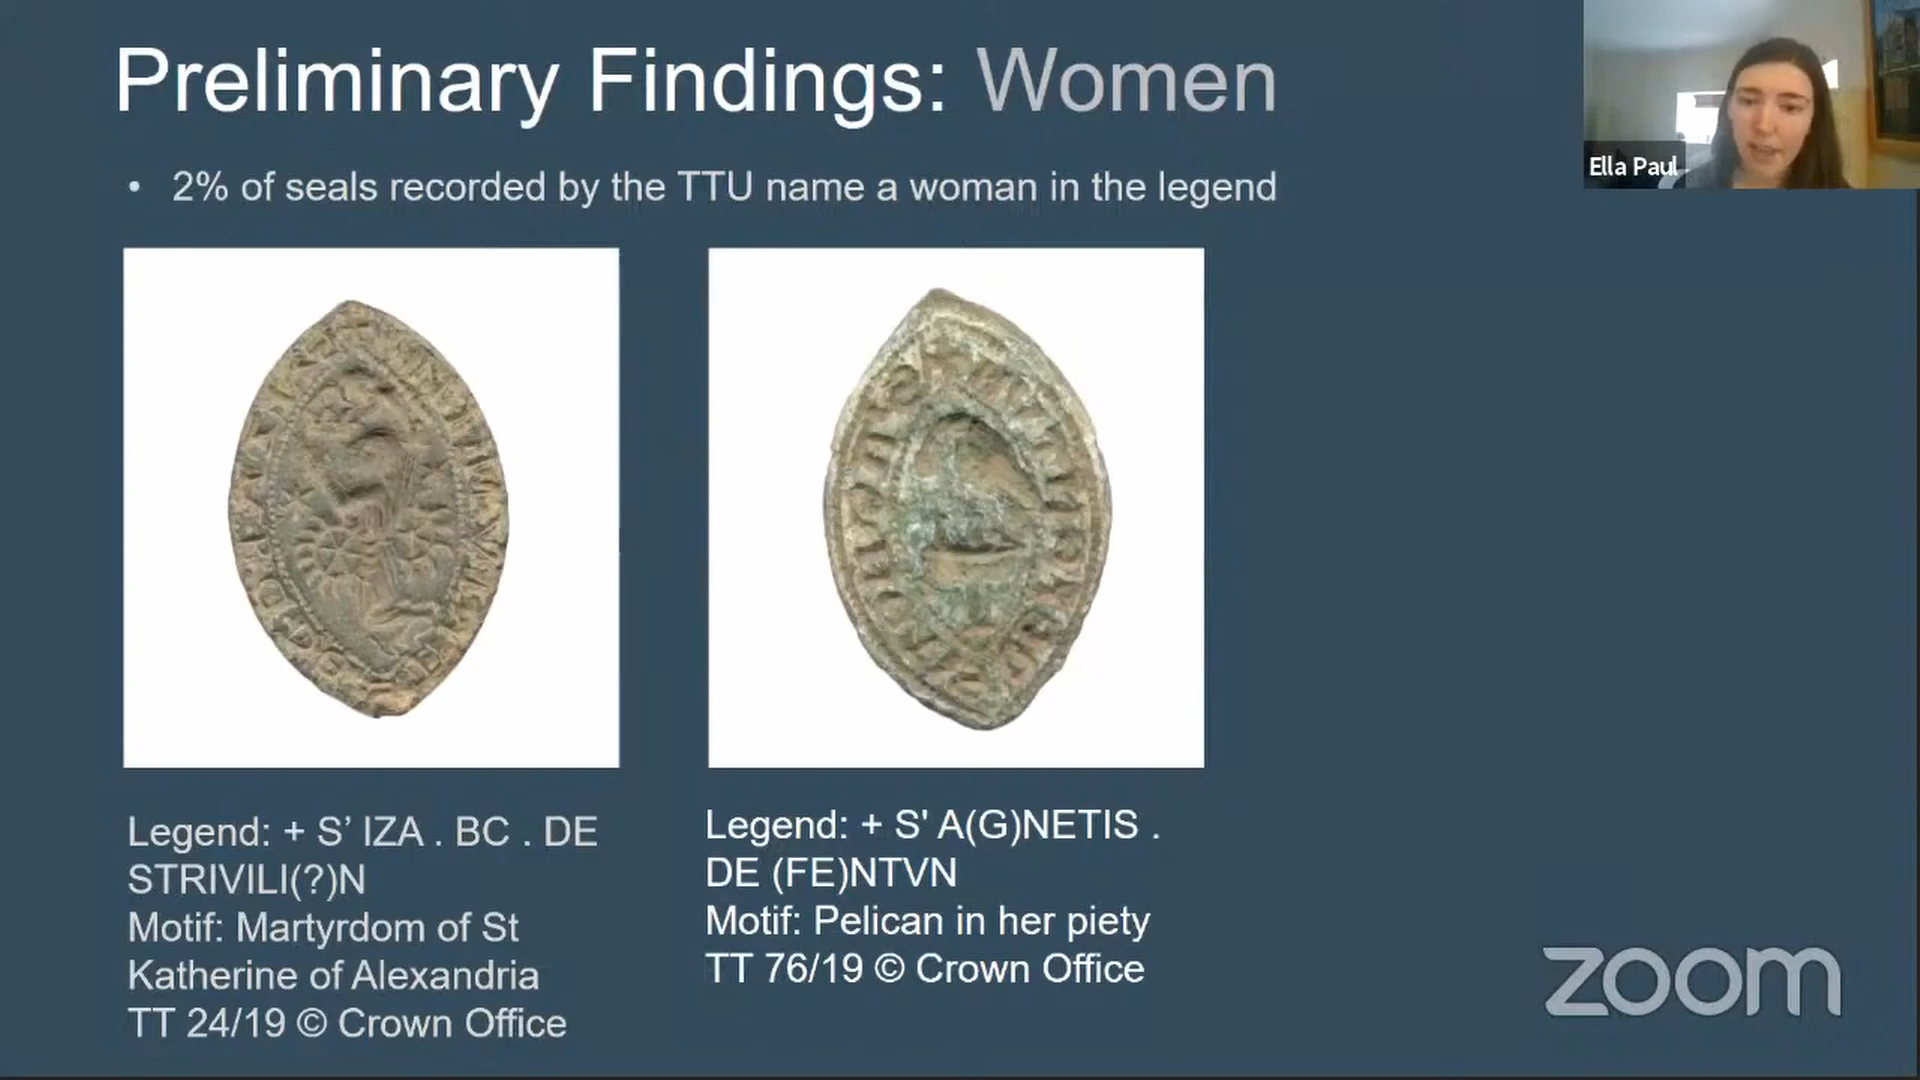 Preliminary Findings: Women
Ella Paul
• 2% of seals recorded by the TTU name a woman in the legend
Legend: + S’ IZA . BC . DE
STRIVILI(?)N
Motif: Martyrdom of St
Katherine of Alexandria
TT 24/19 © Crown Office
Legend: + S' A(G)NETIS .
DE (FE)NTVN
Motif: Pelican in her piety
TT 76/19 © Crown Office
zoom